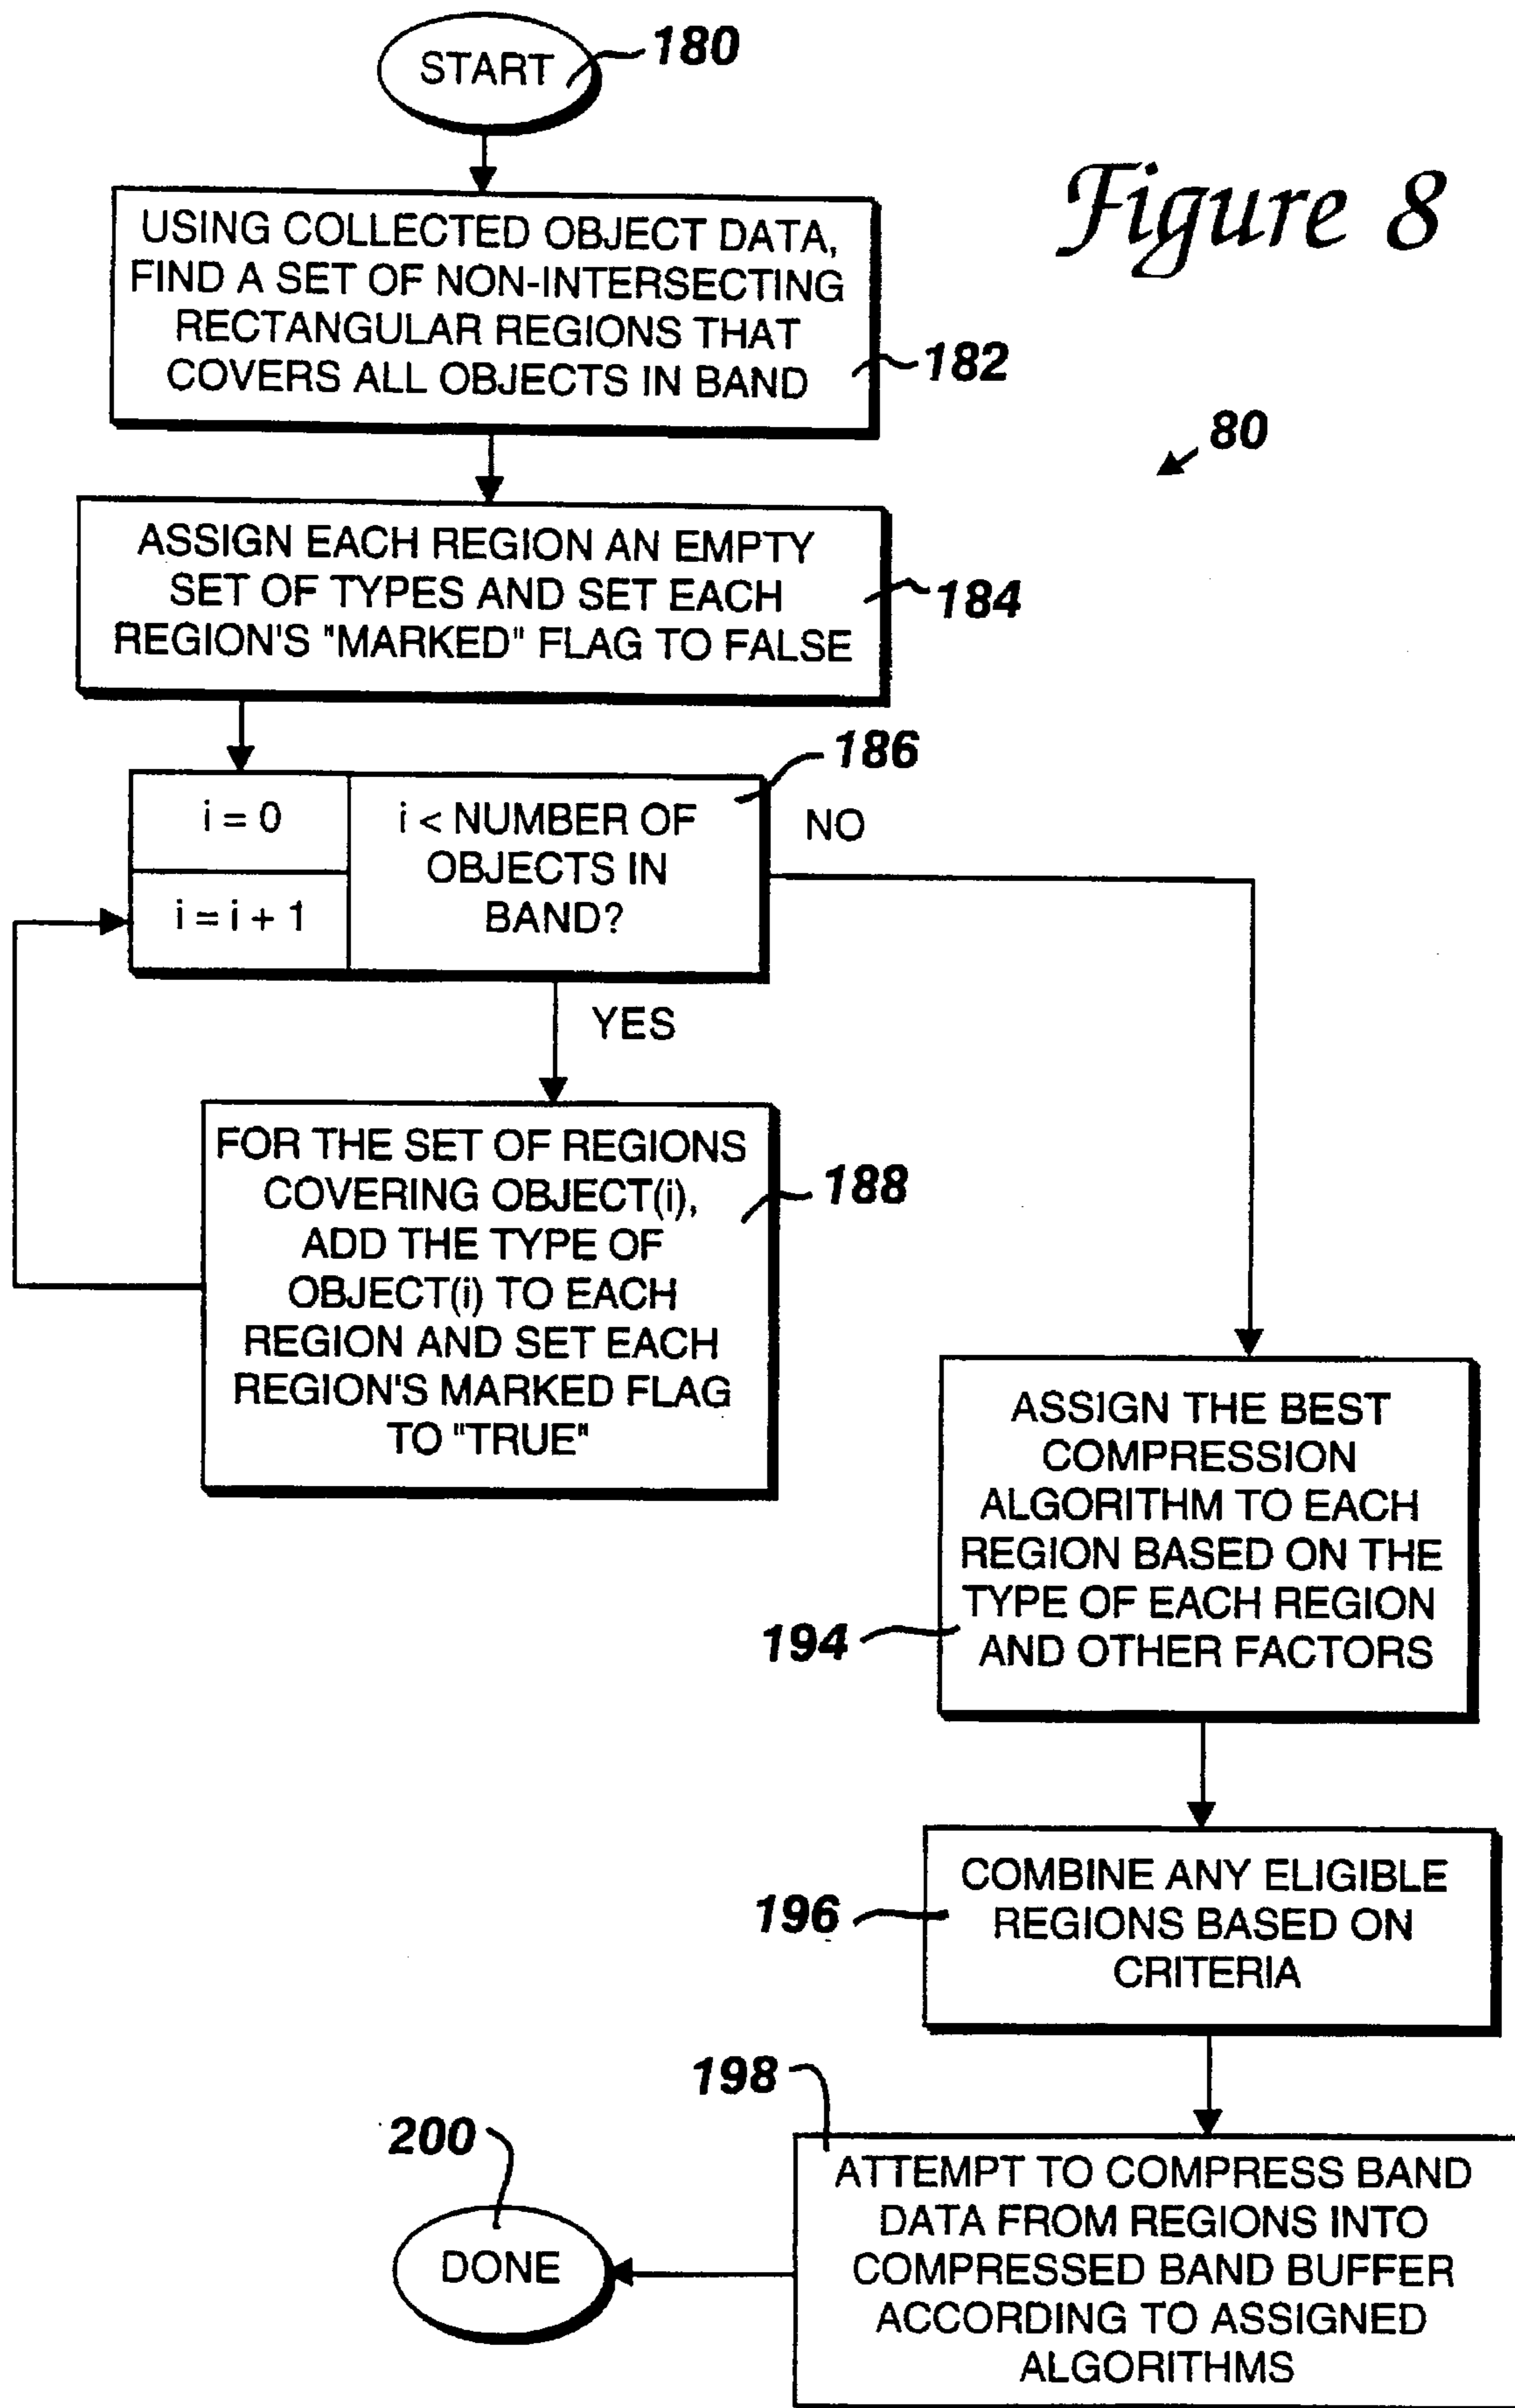 START
180
Figure 8
USING COLLECTED OBJECT DATA,
FIND A SET OF NON-INTERSECTING
RECTANGULAR REGIONS THAT
COVERS ALL OBJECTS IN BAND
182
80
ASSIGN EACH REGION AN EMPTY
SET OF TYPES AND SET EACH
REGION'S "MARKED" FLAG TO FALSE
184
186
i = 0
i = i + 1
i < NUMBER OF
OBJECTS IN
BAND?
NO
YES
FOR THE SET OF REGIONS
COVERING OBJECT(i),
ADD THE TYPE OF
OBJECT(i) TO EACH
REGION AND SET EACH
REGION'S MARKED FLAG
TO "TRUE"
188
ASSIGN THE BEST
COMPRESSION
ALGORITHM TO EACH
REGION BASED ON THE
TYPE OF EACH REGION
AND OTHER FACTORS
194
COMBINE ANY ELIGIBLE
REGIONS BASED ON
CRITERIA
196
198
ATTEMPT TO COMPRESS BAND
DATA FROM REGIONS INTO
COMPRESSED BAND BUFFER
ACCORDING TO ASSIGNED
ALGORITHMS
200
DONE